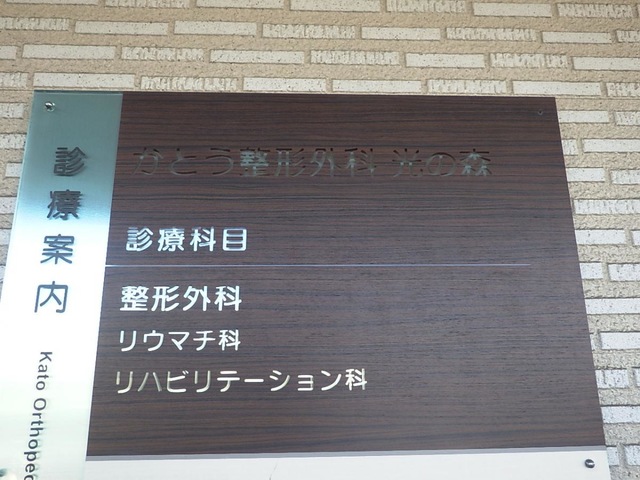 診療案内
Kato Orthoped
かとう整形外科 光の森
診療科目
整形外科
リウマチ科
リハビリテーション科